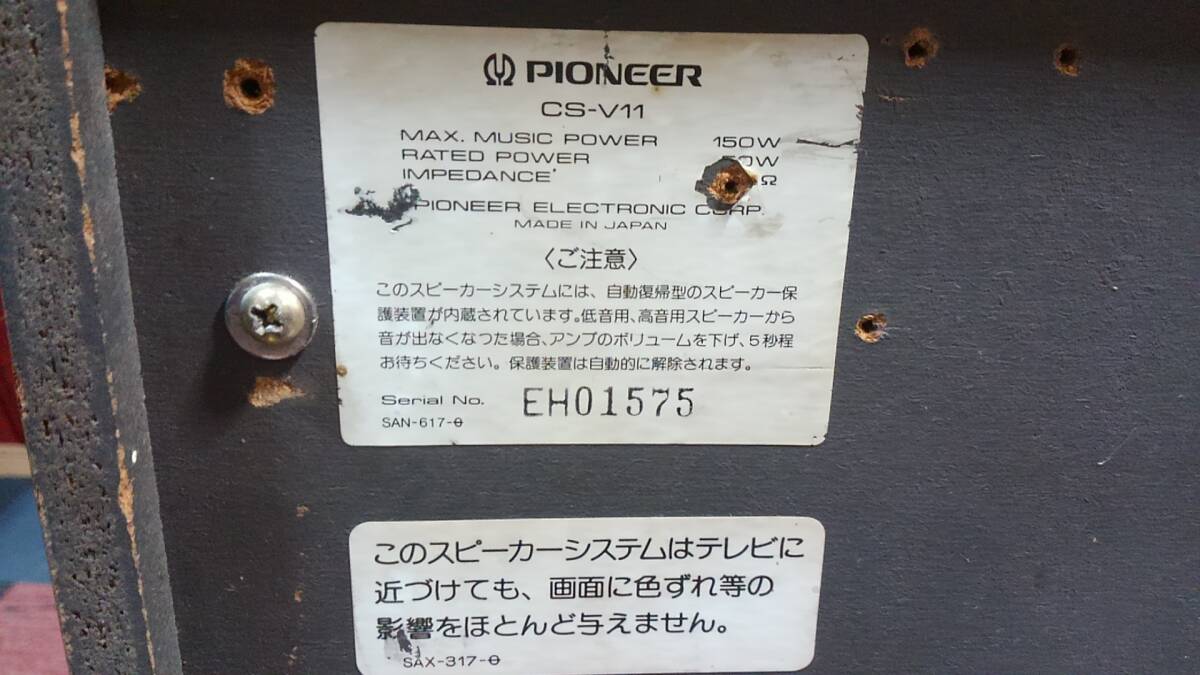 PIONEER
CS-V11
MAX. MUSIC POWER 150W
RATED POWER
IMPEDANCE Ω
PIONEER ELECTRONIC CORP.
MADE IN JAPAN
〈ご注意〉
このスピーカーシステムには、自動復帰型のスピーカー保
護装置が内蔵されています。低音用、高音用スピーカーから
音が出なくなつた場合、アンプのボリュームを下げ、5秒程
お待ちください。保護装置は自動的に解除されます。
Serial No. EH01575
SAN-617-0
このスピーカーシステムはテレビに
近づけても、画面に色ずれ等の
影響をほとんど与えません。
SAX-317-0